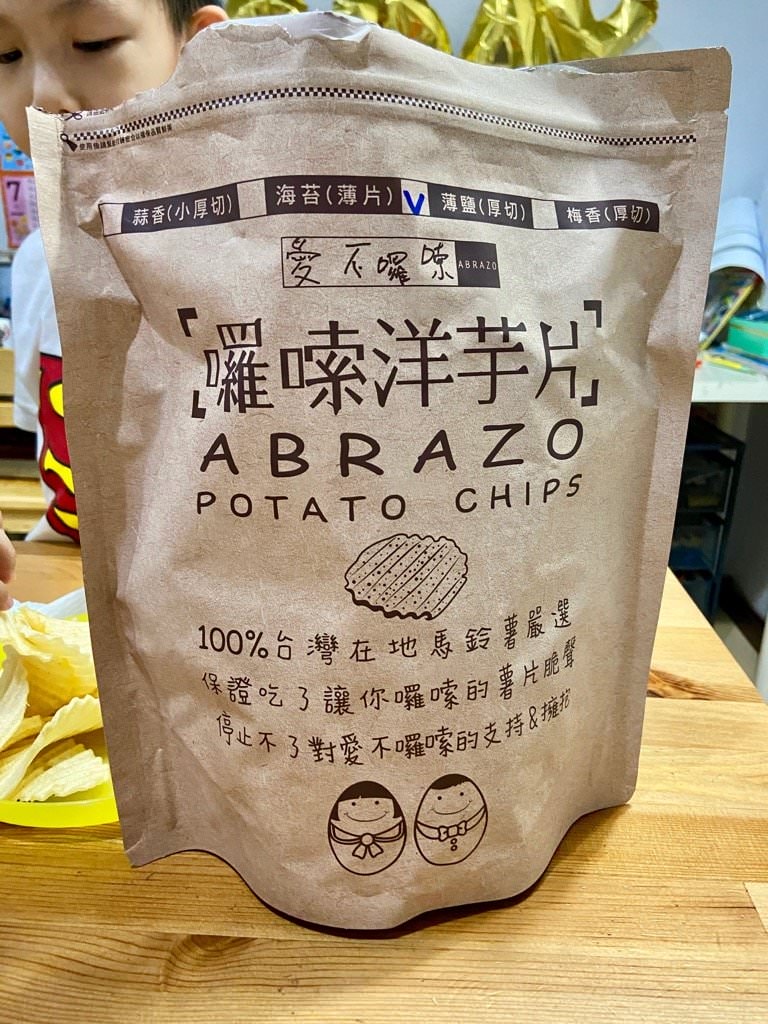 蒜香(小厚切) 海苔(薄片) V 薄鹽(厚切) 梅香(厚切)
愛不囉嗦 ABRAZO
「囉嗦洋芋片」
ABRAZO
POTATO CHIPS
100%台灣在地馬鈴薯嚴選
保證吃了讓你囉嗦的薯片脆聲
停止不了對愛不囉嗦的支持&擁抱
7